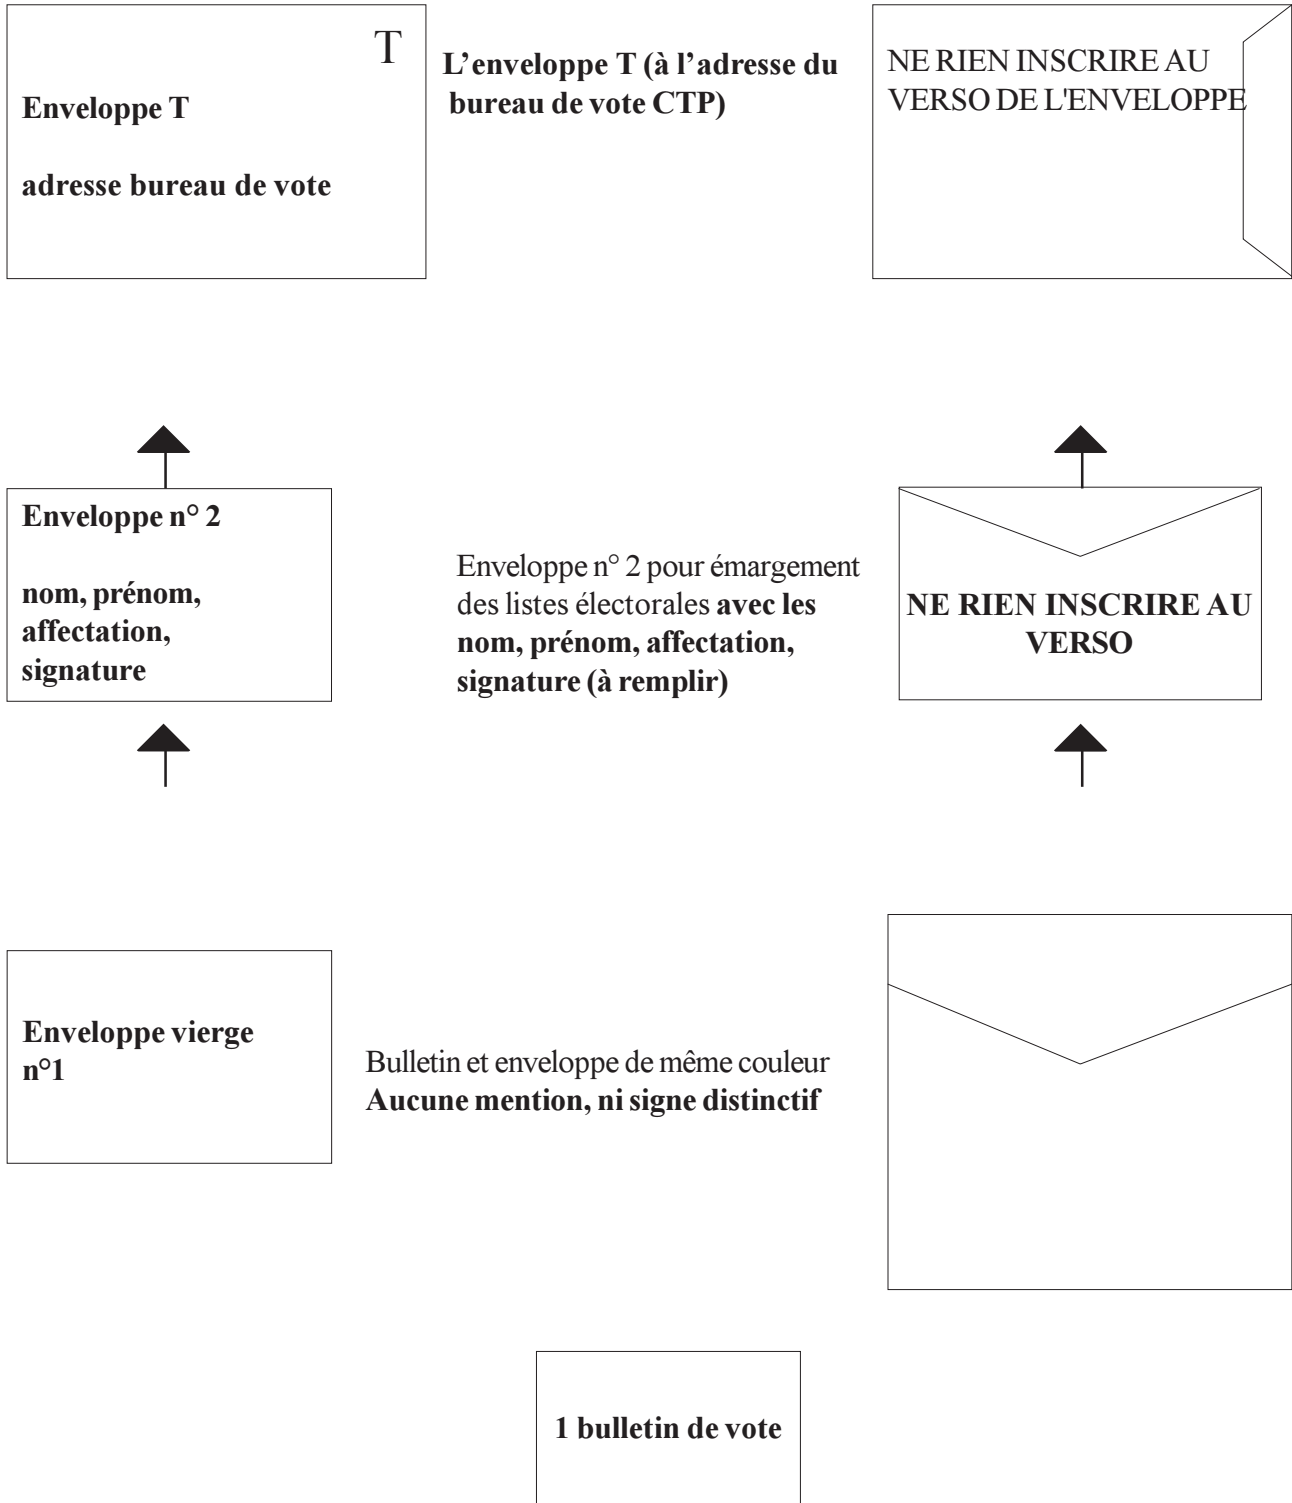 T
Enveloppe T
adresse bureau de vote
L’enveloppe T (à l’adresse du
bureau de vote CTP)
NE RIEN INSCRIRE AU
VERSO DE L'ENVELOPPE
Enveloppe n° 2
nom, prénom,
affectation,
signature
Enveloppe n° 2 pour émargement
des listes électorales avec les
nom, prénom, affectation,
signature (à remplir)
NE RIEN INSCRIRE AU
VERSO
Enveloppe vierge
n°1
Bulletin et enveloppe de même couleur
Aucune mention, ni signe distinctif
1 bulletin de vote